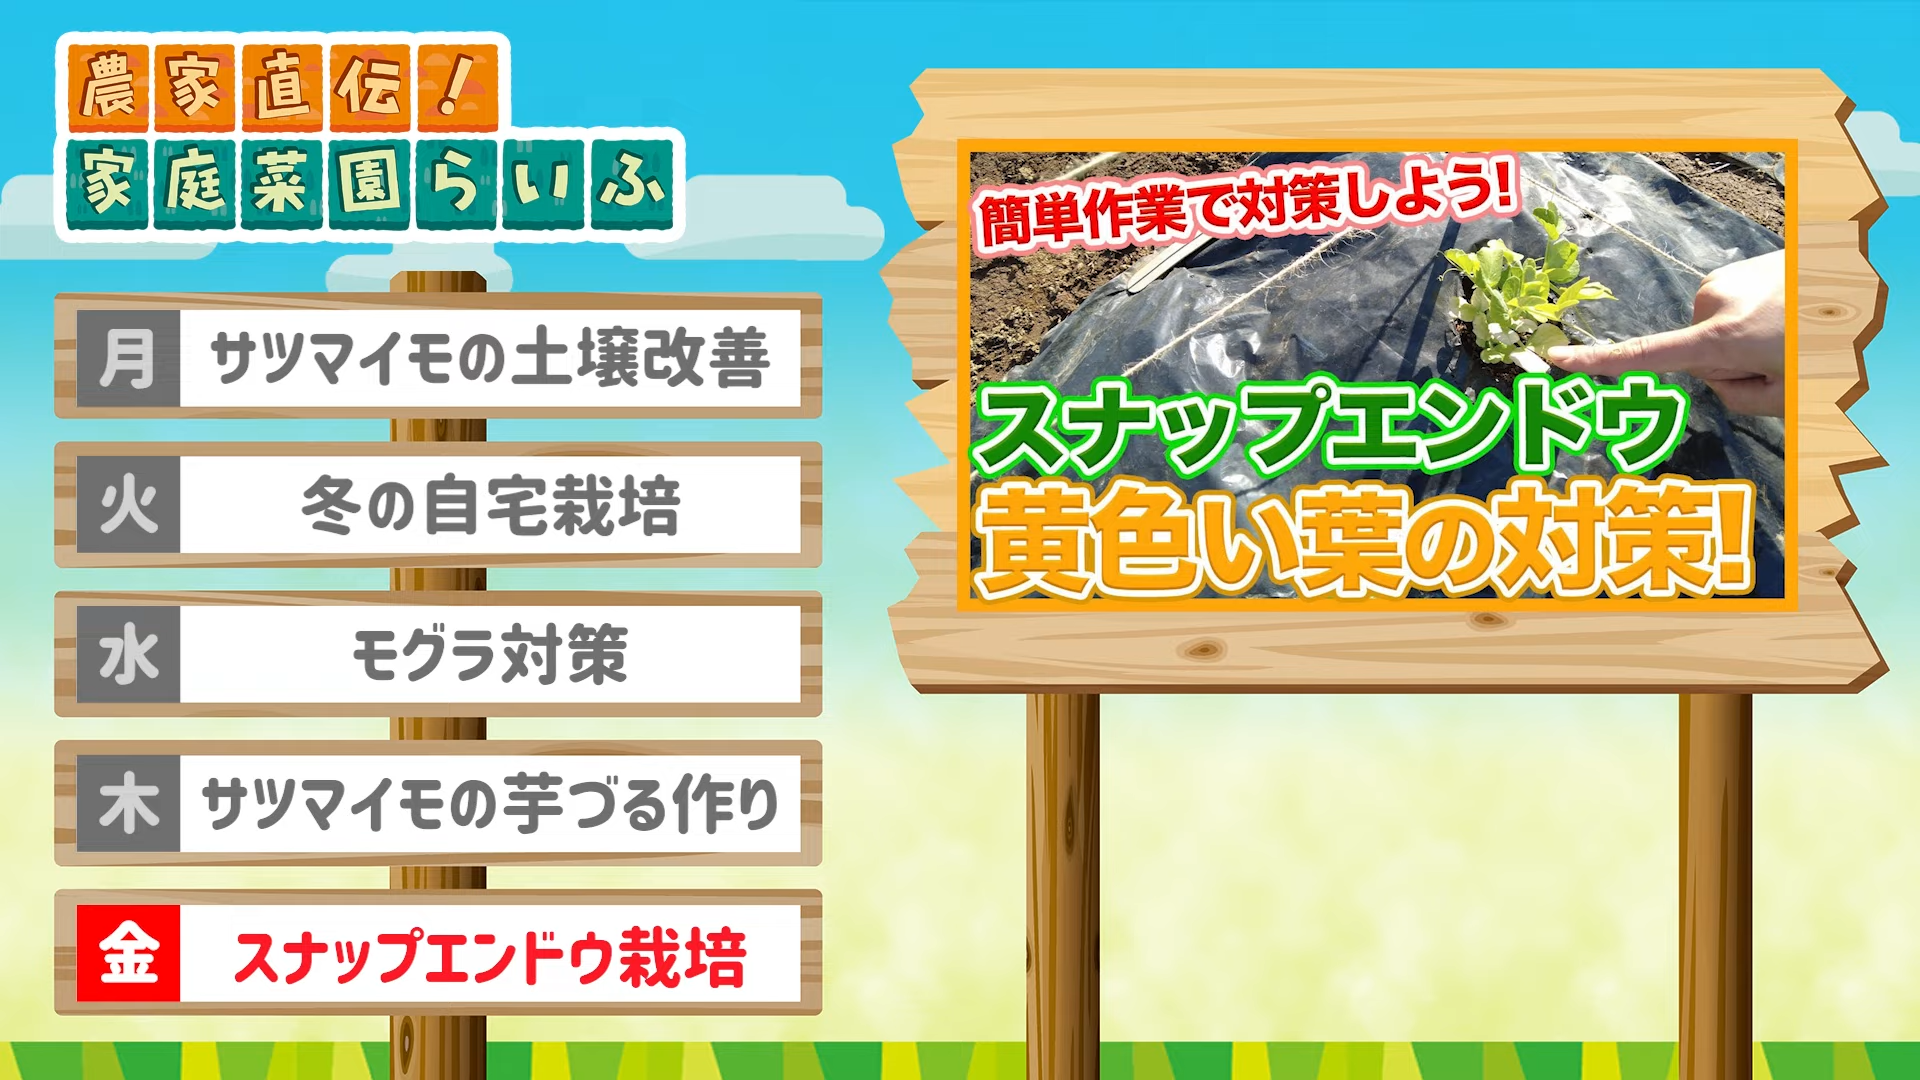 農家直伝!
家庭菜園らいふ
月 サツマイモの土壌改善
火 冬の自宅栽培
水 モグラ対策
木 サツマイモの芋づる作り
金 スナップエンドウ栽培
簡単作業で対策しよう!
スナップエンドウ
黄色い葉の対策!